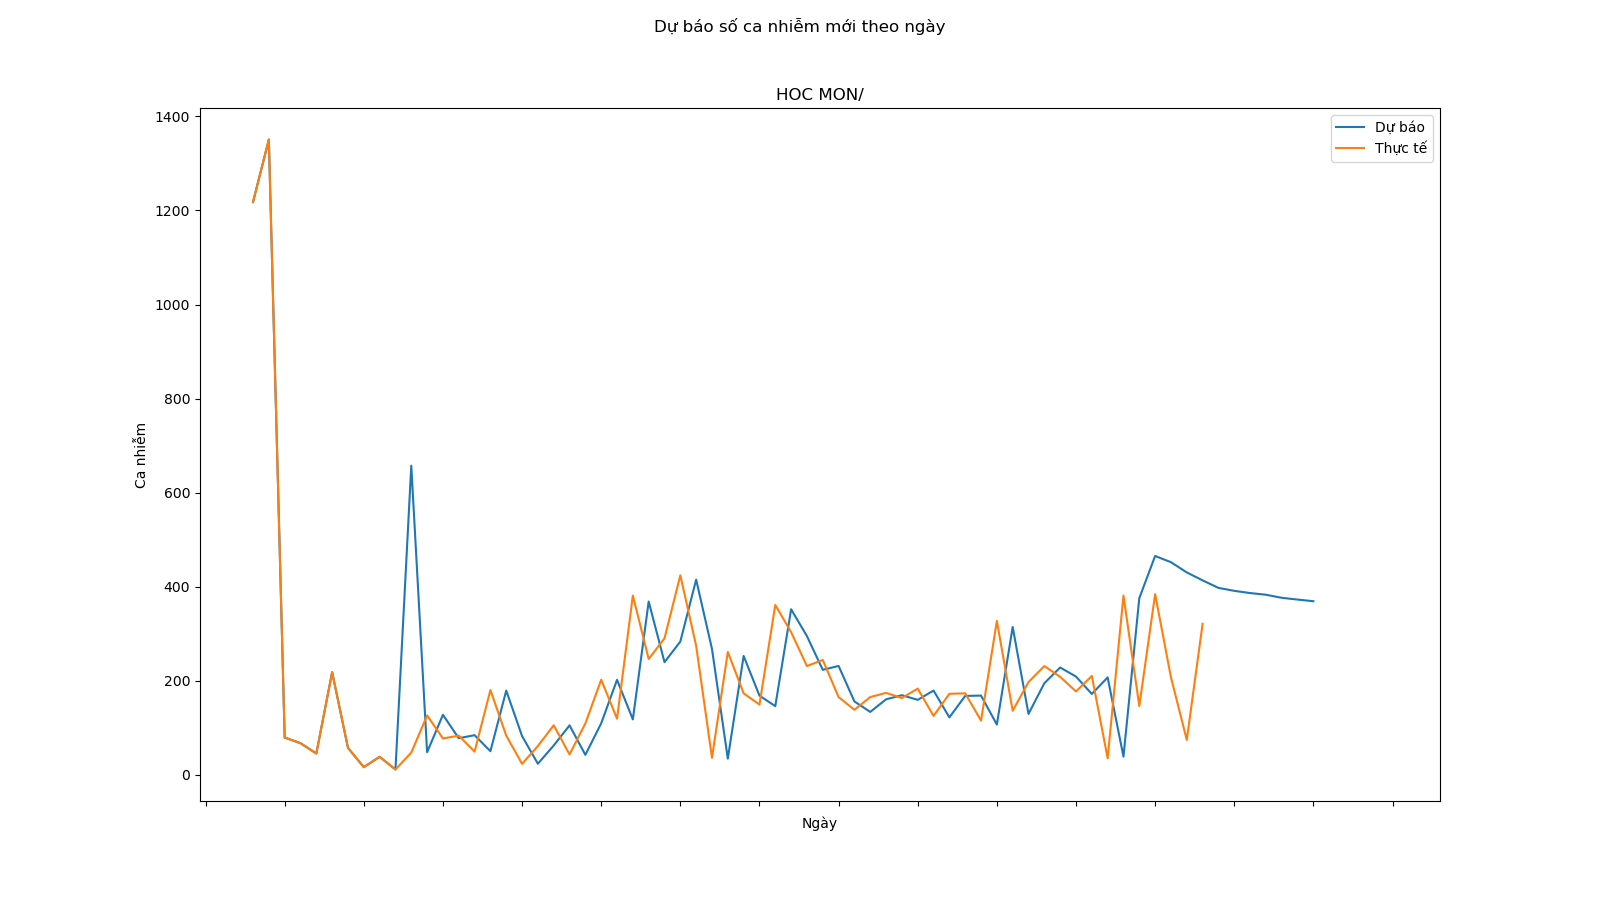 Dự báo số ca nhiễm mới theo ngày
HOC MON/
Dự báo
Thực tế
1400
1200
1000
800
600
400
200
0
Ca nhiễm
Ngày